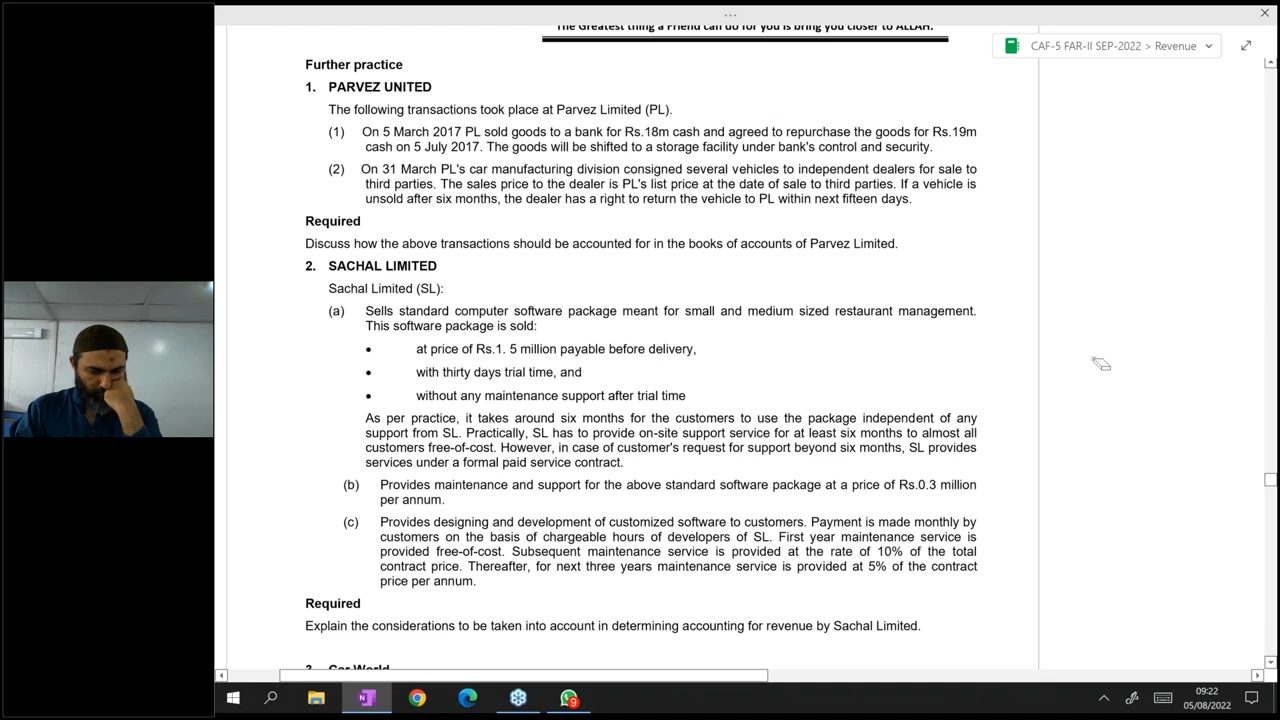 The Greatest thing a Friend can do for you is bring you closer to ALLAH.
CAF-5 FAR-II SEP-2022 > Revenue
Further practice
1. PARVEZ UNITED
The following transactions took place at Parvez Limited (PL).
(1) On 5 March 2017 PL sold goods to a bank for Rs.18m cash and agreed to repurchase the goods for Rs.19m
cash on 5 July 2017. The goods will be shifted to a storage facility under bank's control and security.
(2) On 31 March PL's car manufacturing division consigned several vehicles to independent dealers for sale to
third parties. The sales price to the dealer is PL's list price at the date of sale to third parties. If a vehicle is
unsold after six months, the dealer has a right to return the vehicle to PL within next fifteen days.
Required
Discuss how the above transactions should be accounted for in the books of accounts of Parvez Limited.
2. SACHAL LIMITED
Sachal Limited (SL):
(a) Sells standard computer software package meant for small and medium sized restaurant management.
This software package is sold:
• at price of Rs.1. 5 million payable before delivery,
• with thirty days trial time, and
• without any maintenance support after trial time
As per practice, it takes around six months for the customers to use the package independent of any
support from SL. Practically, SL has to provide on-site support service for at least six months to almost all
customers free-of-cost. However, in case of customer's request for support beyond six months, SL provides
services under a formal paid service contract.
(b) Provides maintenance and support for the above standard software package at a price of Rs.0.3 million
per annum.
(c) Provides designing and development of customized software to customers. Payment is made monthly by
customers on the basis of chargeable hours of developers of SL. First year maintenance service is
provided free-of-cost. Subsequent maintenance service is provided at the rate of 10% of the total
contract price. Thereafter, for next three years maintenance service is provided at 5% of the contract
price per annum.
Required
Explain the considerations to be taken into account in determining accounting for revenue by Sachal Limited.
3. Car World
9
09:22
05/08/2022